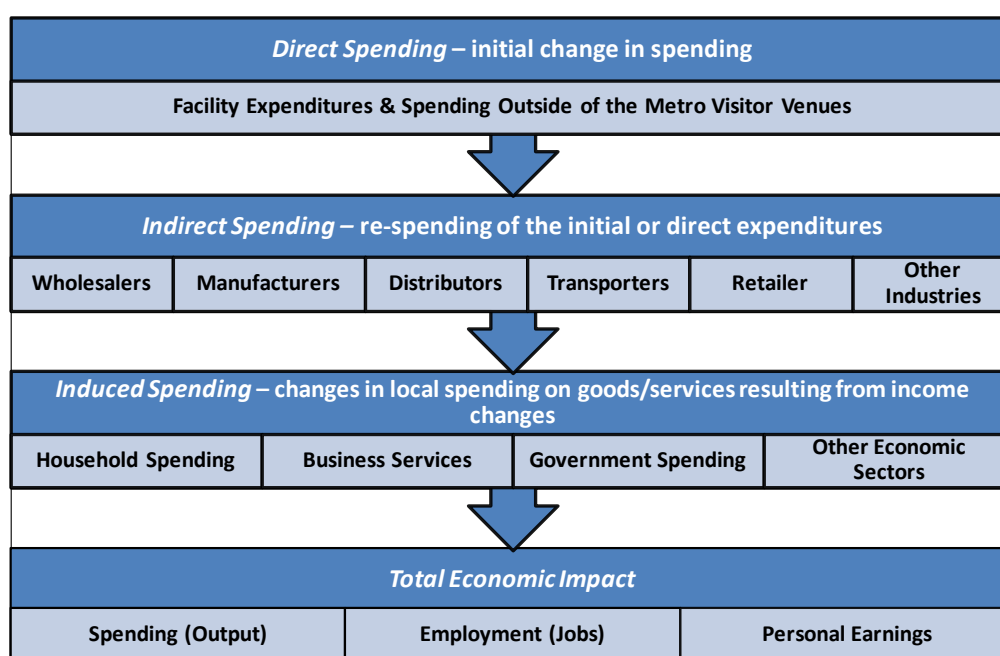 Direct Spending – initial change in spending
Facility Expenditures & Spending Outside of the Metro Visitor Venues
Indirect Spending – re-spending of the initial or direct expenditures
Wholesalers
Manufacturers
Distributors
Transporters
Retailer
Other
Industries
Induced Spending – changes in local spending on goods/services resulting from income
changes
Household Spending
Business Services
Government Spending
Other Economic
Sectors
Total Economic Impact
Spending (Output)
Employment (Jobs)
Personal Earnings